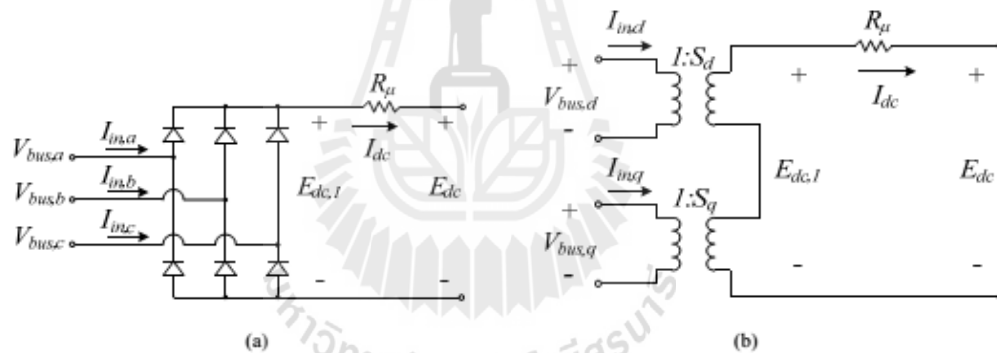 I_in,a
V_bus,a
I_in,b
V_bus,b
I_in,c
V_bus,c
R_μ
+ +
I_dc
E_dc,1 E_dc
- -
(a)
I_in,d
1:S_d
+
V_bus,d
-
I_in,q
1:S_q
+
V_bus,q
-
R_μ
+ +
I_dc
E_dc,1 E_dc
- -
(b)